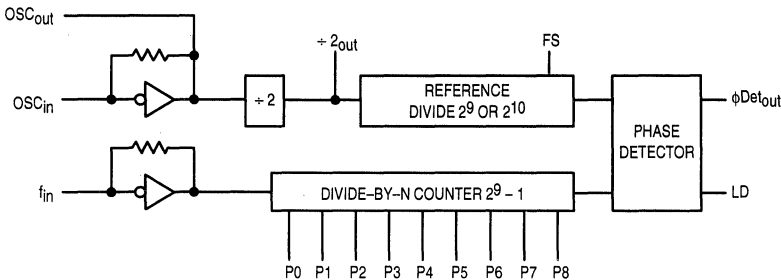 OSCout
÷ 2out
FS
OSCin
÷ 2
REFERENCE
DIVIDE 2⁹ OR 2¹⁰
PHASE
DETECTOR
ϕDetout
fin
DIVIDE–BY–N COUNTER 2⁹ – 1
LD
P0 P1 P2 P3 P4 P5 P6 P7 P8